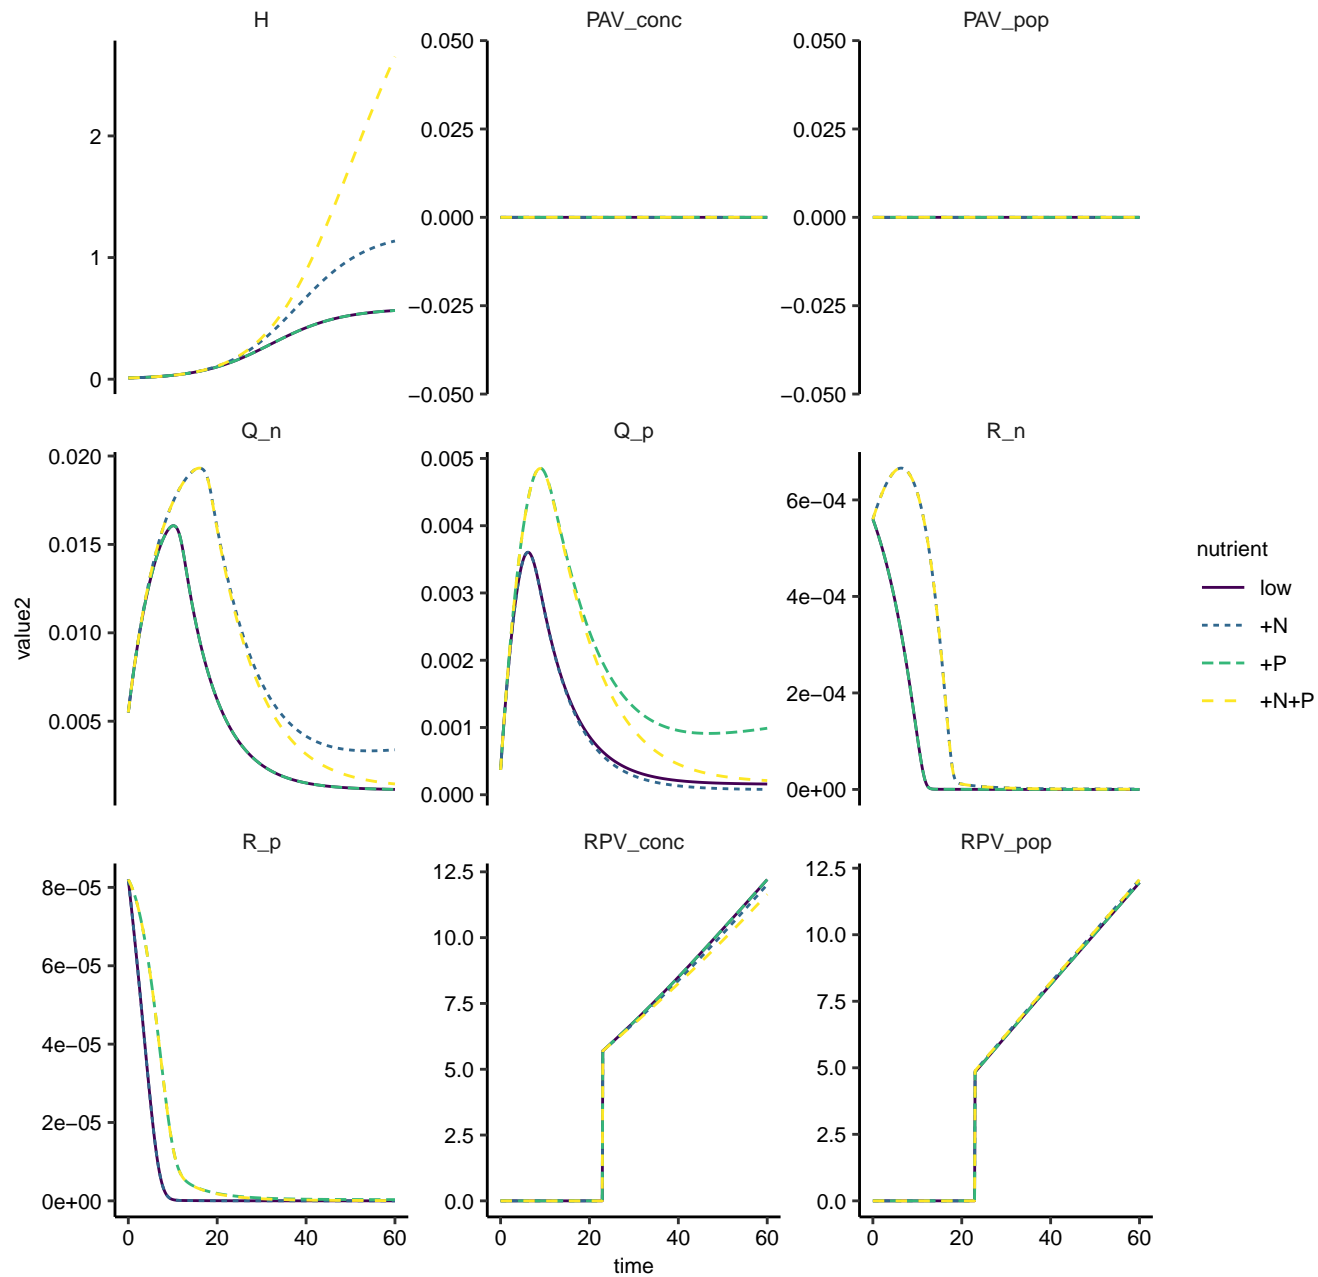 H
PAV_conc
PAV_pop
2
1
0
0.050
0.025
0.000
−0.025
−0.050
0.050
0.025
0.000
−0.025
−0.050
Q_n
Q_p
R_n
0.020
0.015
0.010
0.005
0.005
0.004
0.003
0.002
0.001
0.000
6e−04
4e−04
2e−04
0e+00
R_p
RPV_conc
RPV_pop
8e−05
6e−05
4e−05
2e−05
0e+00
12.5
10.0
7.5
5.0
2.5
0.0
12.5
10.0
7.5
5.0
2.5
0.0
0 20 40 60
0 20 40 60
0 20 40 60
time
value2
nutrient
low
+N
+P
+N+P